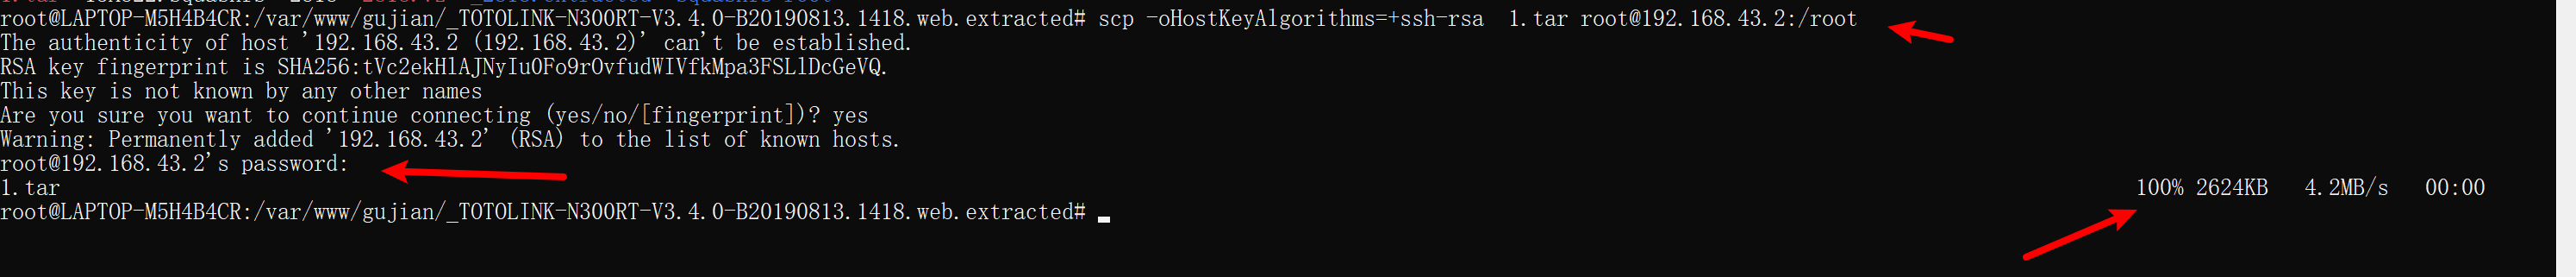 root@LAPTOP-M5H4B4CR:/var/www/gujian/_TOTOLINK-N300RT-V3.4.0-B20190813.1418.web.extracted# scp -oHostKeyAlgorithms=+ssh-rsa  1.tar root@192.168.43.2:/root
The authenticity of host '192.168.43.2 (192.168.43.2)' can't be established.
RSA key fingerprint is SHA256:tVc2ekHlAJNyIu0Fo9rOvfudWIVfkMpa3FSLlDcGeVQ.
This key is not known by any other names
Are you sure you want to continue connecting (yes/no/[fingerprint])? yes
Warning: Permanently added '192.168.43.2' (RSA) to the list of known hosts.
root@192.168.43.2's password:
1.tar 100% 2624KB 4.2MB/s 00:00
root@LAPTOP-M5H4B4CR:/var/www/gujian/_TOTOLINK-N300RT-V3.4.0-B20190813.1418.web.extracted#